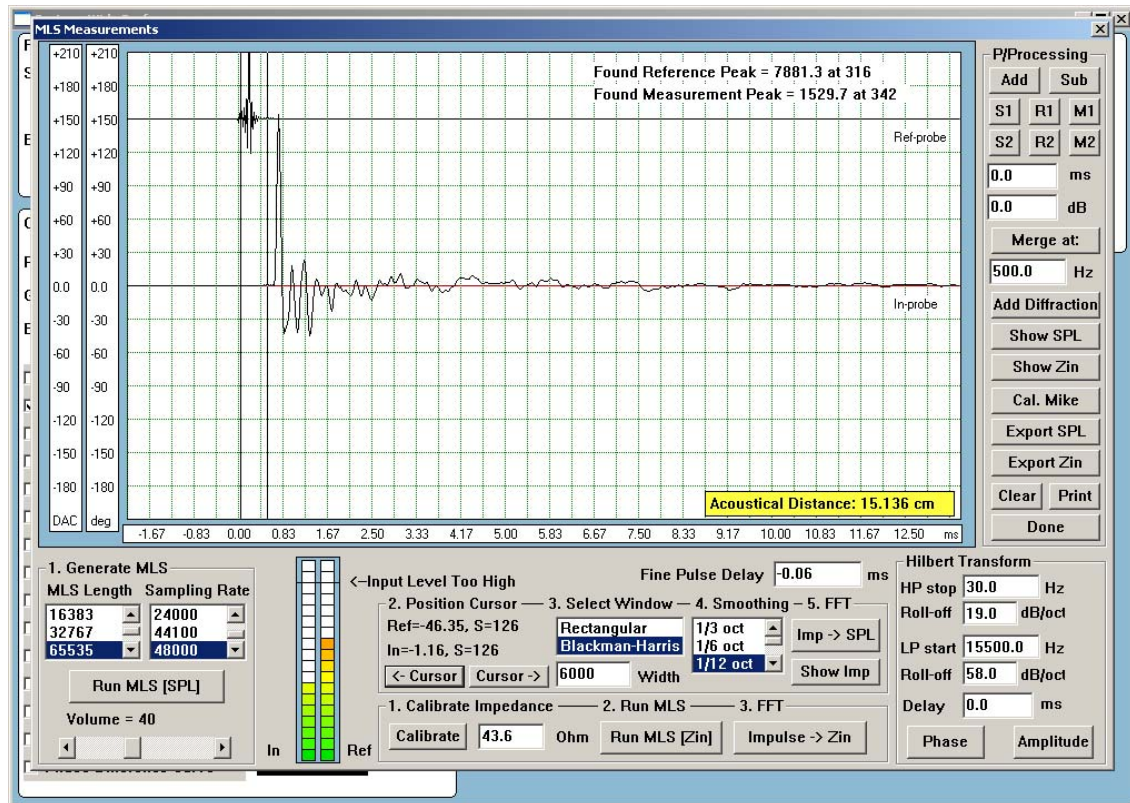 MLS Measurements
+210 +210
+180 +180
+150 +150
+120 +120
+90 +90
+60 +60
+30 +30
0.0 0.0
-30 -30
-60 -60
-90 -90
-120 -120
-150 -150
-180 -180
DAC deg
Found Reference Peak = 7881.3 at 316
Found Measurement Peak = 1529.7 at 342
Ref-probe
In-probe
Acoustical Distance: 15.136 cm
-1.67 -0.83 0.00 0.83 1.67 2.50 3.33 4.17 5.00 5.83 6.67 7.50 8.33 9.17 10.00 10.83 11.67 12.50 ms
P/Processing
Add Sub
S1 R1 M1
S2 R2 M2
0.0 ms
0.0 dB
Merge at:
500.0 Hz
Add Diffraction
Show SPL
Show Zin
Cal. Mike
Export SPL
Export Zin
Clear Print
Done
1. Generate MLS
MLS Length Sampling Rate
16383 24000
32767 44100
65535 48000
Run MLS [SPL]
Volume = 40
In Ref
<--Input Level Too High
Fine Pulse Delay -0.06 ms
2. Position Cursor 3. Select Window 4. Smoothing 5. FFT
Ref=-46.35, S=126
In=-1.16, S=126
<- Cursor Cursor ->
Rectangular
Blackman-Harris
6000 Width
1/3 oct
1/6 oct
1/12 oct
Imp -> SPL
Show Imp
1. Calibrate Impedance 2. Run MLS 3. FFT
Calibrate 43.6 Ohm Run MLS [Zin] Impulse -> Zin
Hilbert Transform
HP stop 30.0 Hz
Roll-off 19.0 dB/oct
LP start 15500.0 Hz
Roll-off 58.0 dB/oct
Delay 0.0 ms
Phase Amplitude